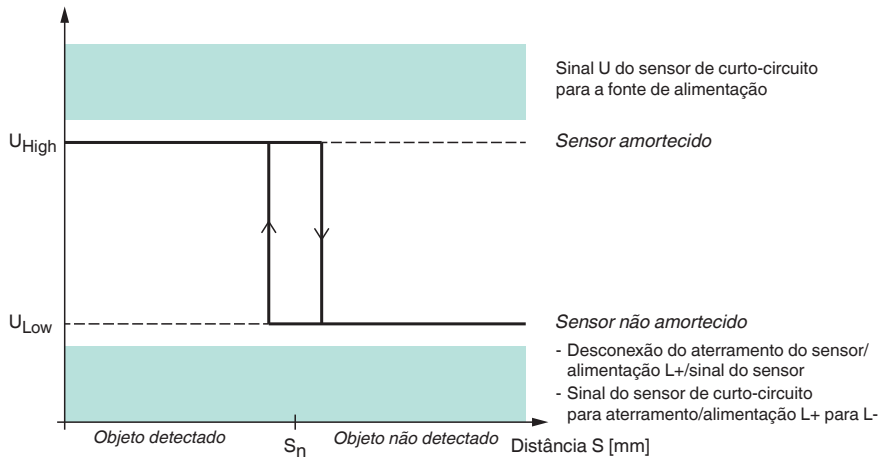 Sinal U do sensor de curto-circuito
para a fonte de alimentação
UHigh
Sensor amortecido
ULow
Sensor não amortecido
- Desconexão do aterramento do sensor/
alimentação L+/sinal do sensor
- Sinal do sensor de curto-circuito
para aterramento/alimentação L+ para L-
Objeto detectado
Sn
Objeto não detectado
Distância S [mm]